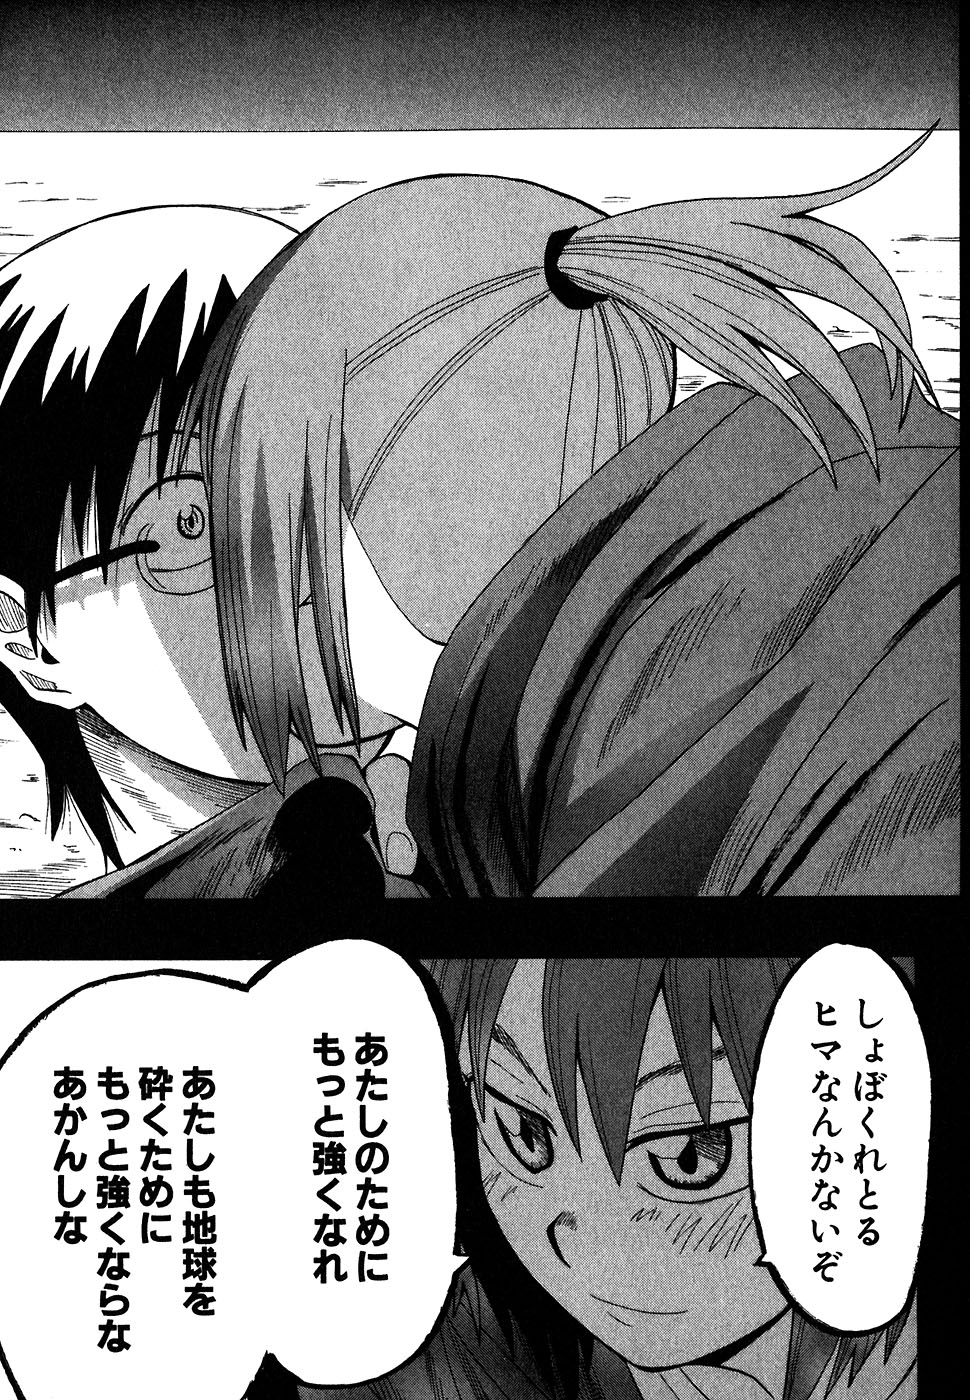 しょぼくれとる
ヒマなんかないぞ
あたしのために
もっと強くなれ
あたしも地球を
砕くために
もっと強くならな
あかんしな